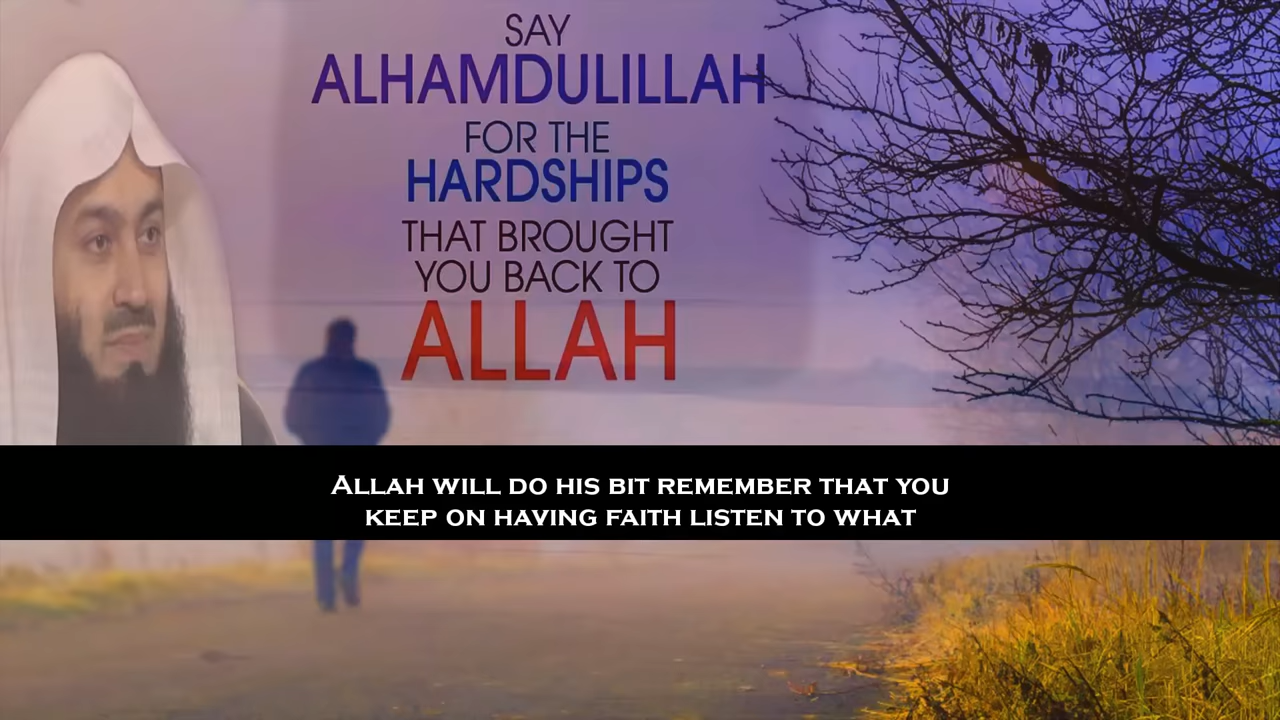 SAY
ALHAMDULILLAH
FOR THE
HARDSHIPS
THAT BROUGHT
YOU BACK TO
ALLAH
ALLAH WILL DO HIS BIT REMEMBER THAT YOU
KEEP ON HAVING FAITH LISTEN TO WHAT